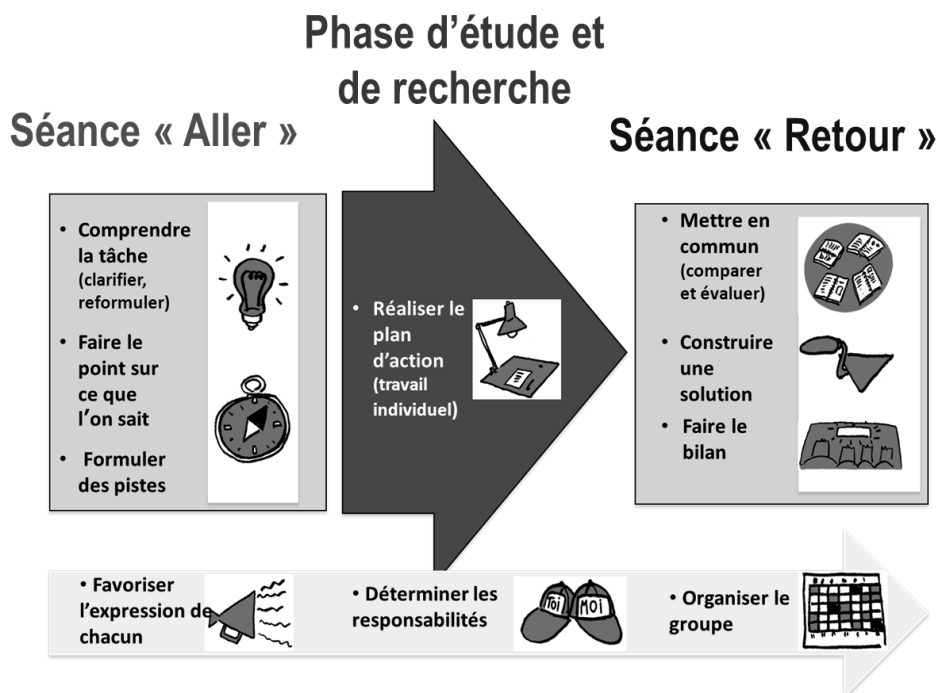 Phase d'étude et
de recherche
Séance « Aller »
Séance « Retour »
• Comprendre
la tâche
(clarifier,
reformuler)
• Faire le
point sur
ce que
l'on sait
• Formuler
des pistes
• Réaliser le
plan
d'action
(travail
individuel)
• Mettre en
commun
(comparer
et évaluer)
• Construire
une
solution
• Faire le
bilan
• Favoriser
l'expression de
chacun
• Déterminer les
responsabilités
TOI
MOI
• Organiser le
groupe